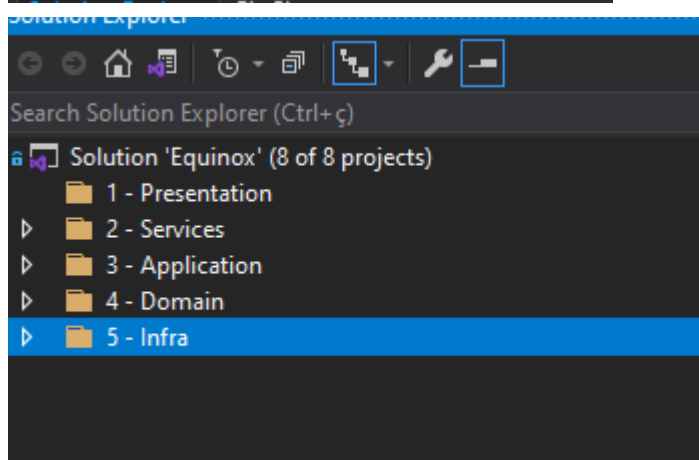 Solution Explorer
Search Solution Explorer (Ctrl+ç)
Solution 'Equinox' (8 of 8 projects)
1 - Presentation
2 - Services
3 - Application
4 - Domain
5 - Infra